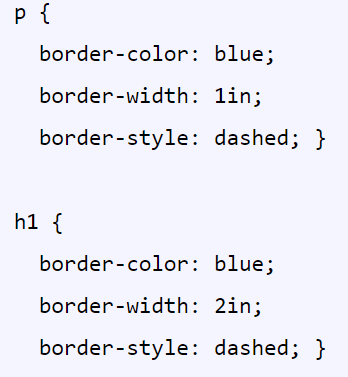 p {
  border-color: blue;
  border-width: 1in;
  border-style: dashed; }

h1 {
  border-color: blue;
  border-width: 2in;
  border-style: dashed; }